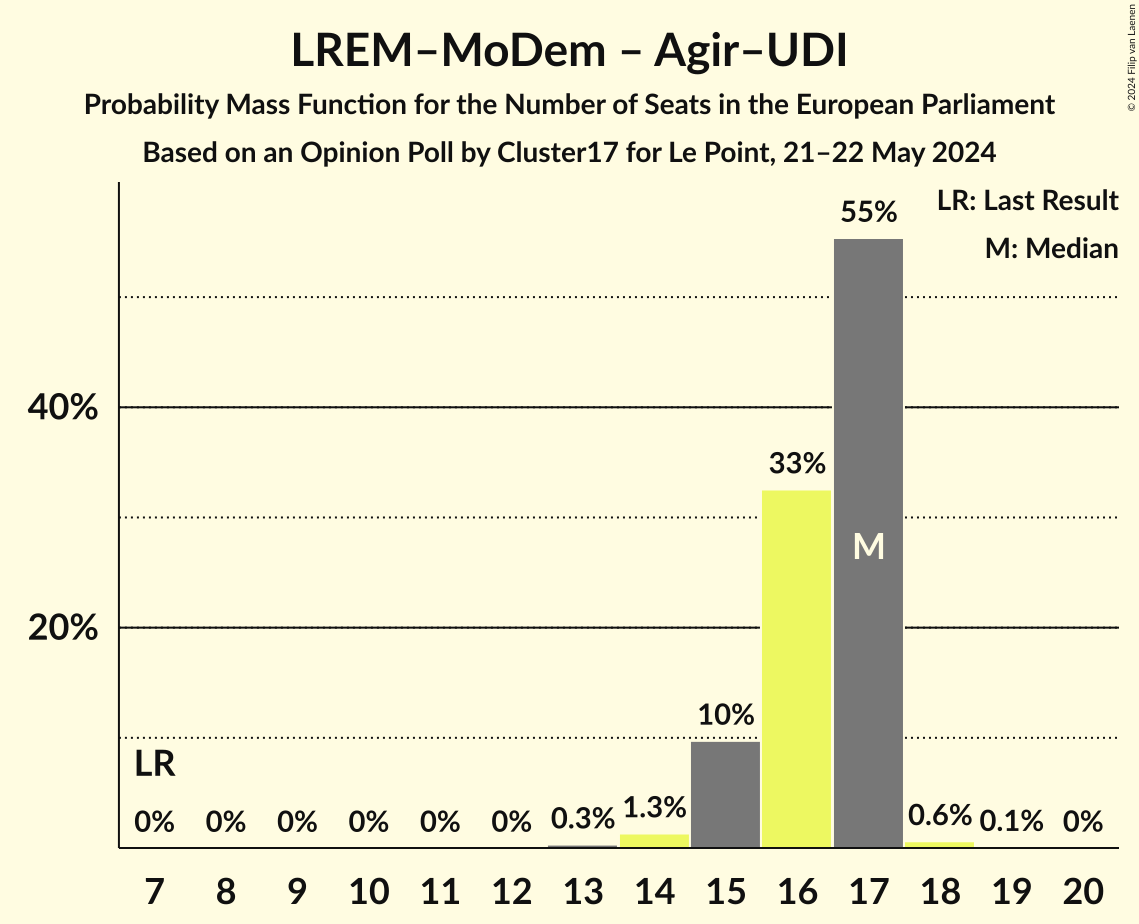 LREM–MoDem – Agir–UDI
Probability Mass Function for the Number of Seats in the European Parliament
Based on an Opinion Poll by Cluster17 for Le Point, 21–22 May 2024
© 2024 Filip van Laenen
LR: Last Result
M: Median
55%
40%
33%
M
20%
10%
LR
0% 0% 0% 0% 0% 0% 0.3% 1.3% 0.6% 0.1% 0%
7 8 9 10 11 12 13 14 15 16 17 18 19 20